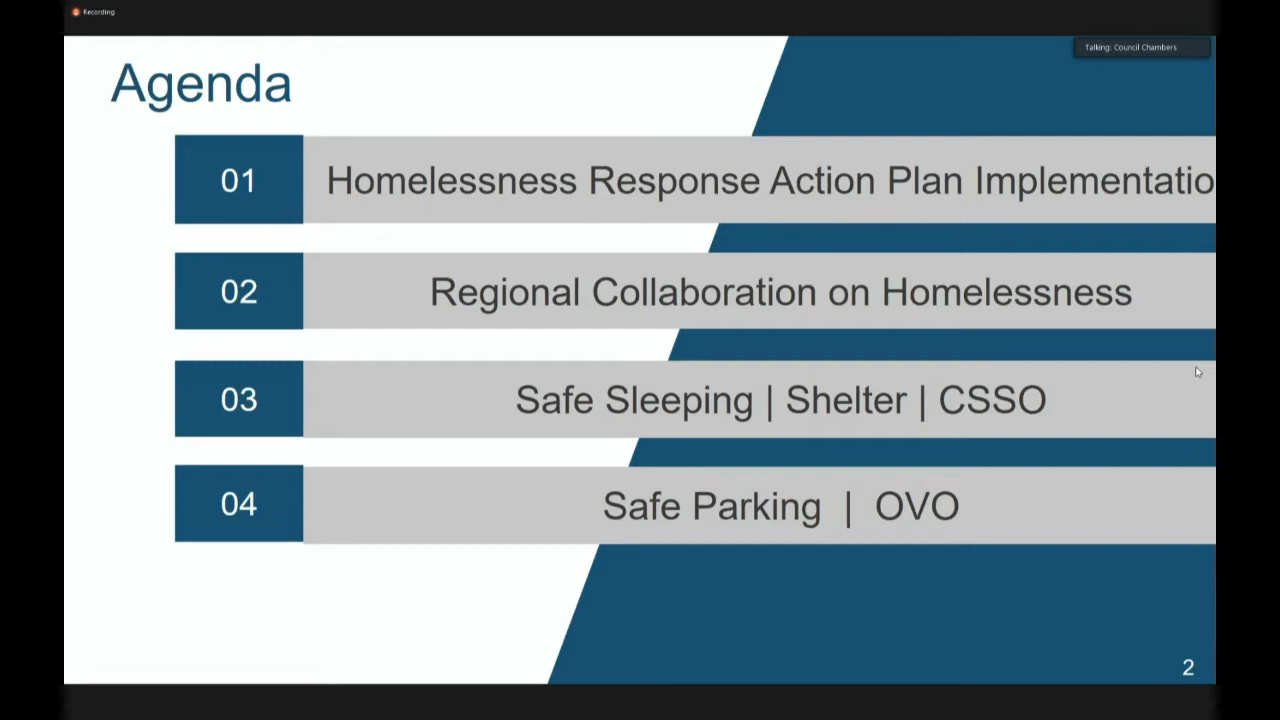 Recording
Talking: Council Chambers
Agenda
01
Homelessness Response Action Plan Implementatio
02
Regional Collaboration on Homelessness
03
Safe Sleeping | Shelter | CSSO
04
Safe Parking | OVO
2